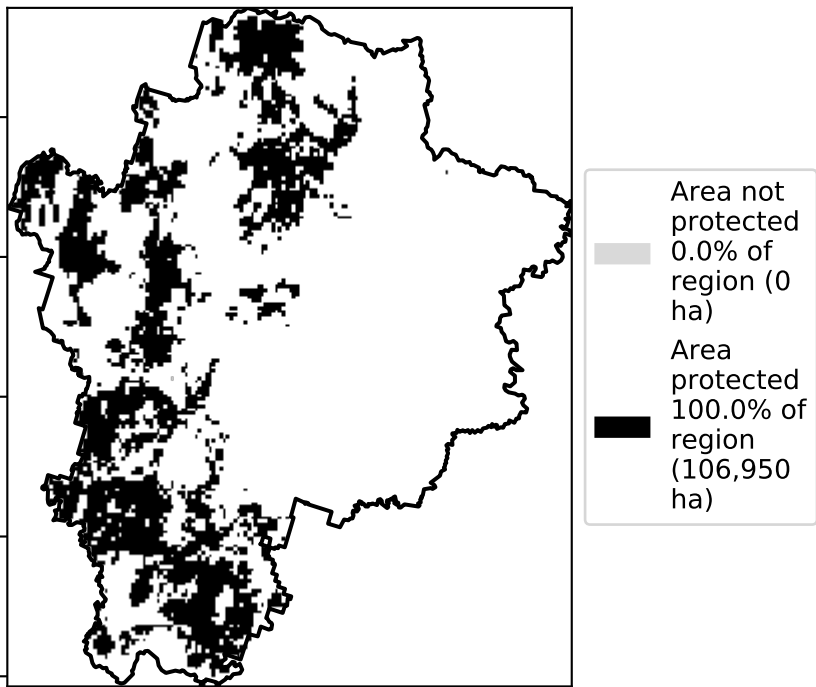 Area not
protected
0.0% of
region (0
ha)
Area
protected
100.0% of
region
(106,950
ha)